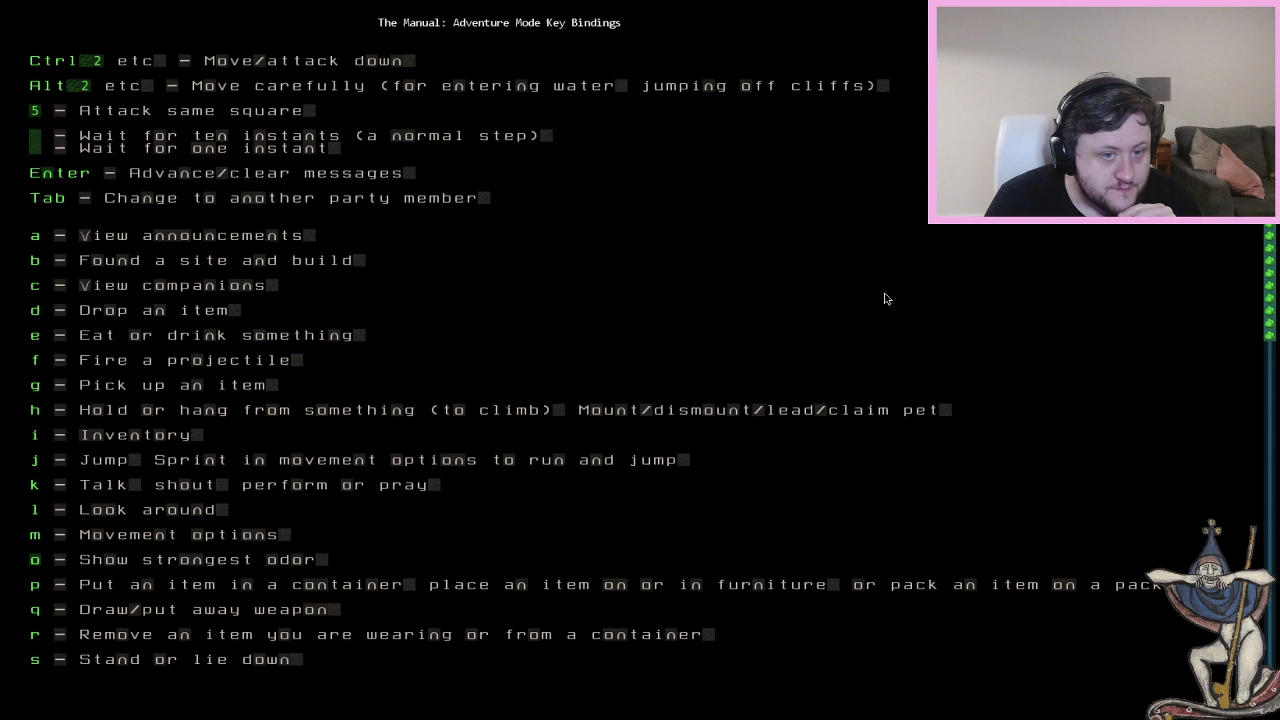 The Manual: Adventure Mode Key Bindings
Ctrl 2 etc — Move/attack down
Alt 2 etc — Move carefully (for entering water jumping off cliffs)
5 — Attack same square
— Wait for ten instants (a normal step)
— Wait for one instant
Enter — Advance/clear messages
Tab — Change to another party member
a — View announcements
b — Found a site and build
c — View companions
d — Drop an item
e — Eat or drink something
f — Fire a projectile
g — Pick up an item
h — Hold or hang from something (to climb) Mount/dismount/lead/claim pet
i — Inventory
j — Jump Sprint in movement options to run and jump
k — Talk shout perform or pray
l — Look around
m — Movement options
o — Show strongest odor
p — Put an item in a container place an item on or in furniture or pack an item on a pack
q — Draw/put away weapon
r — Remove an item you are wearing or from a container
s — Stand or lie down